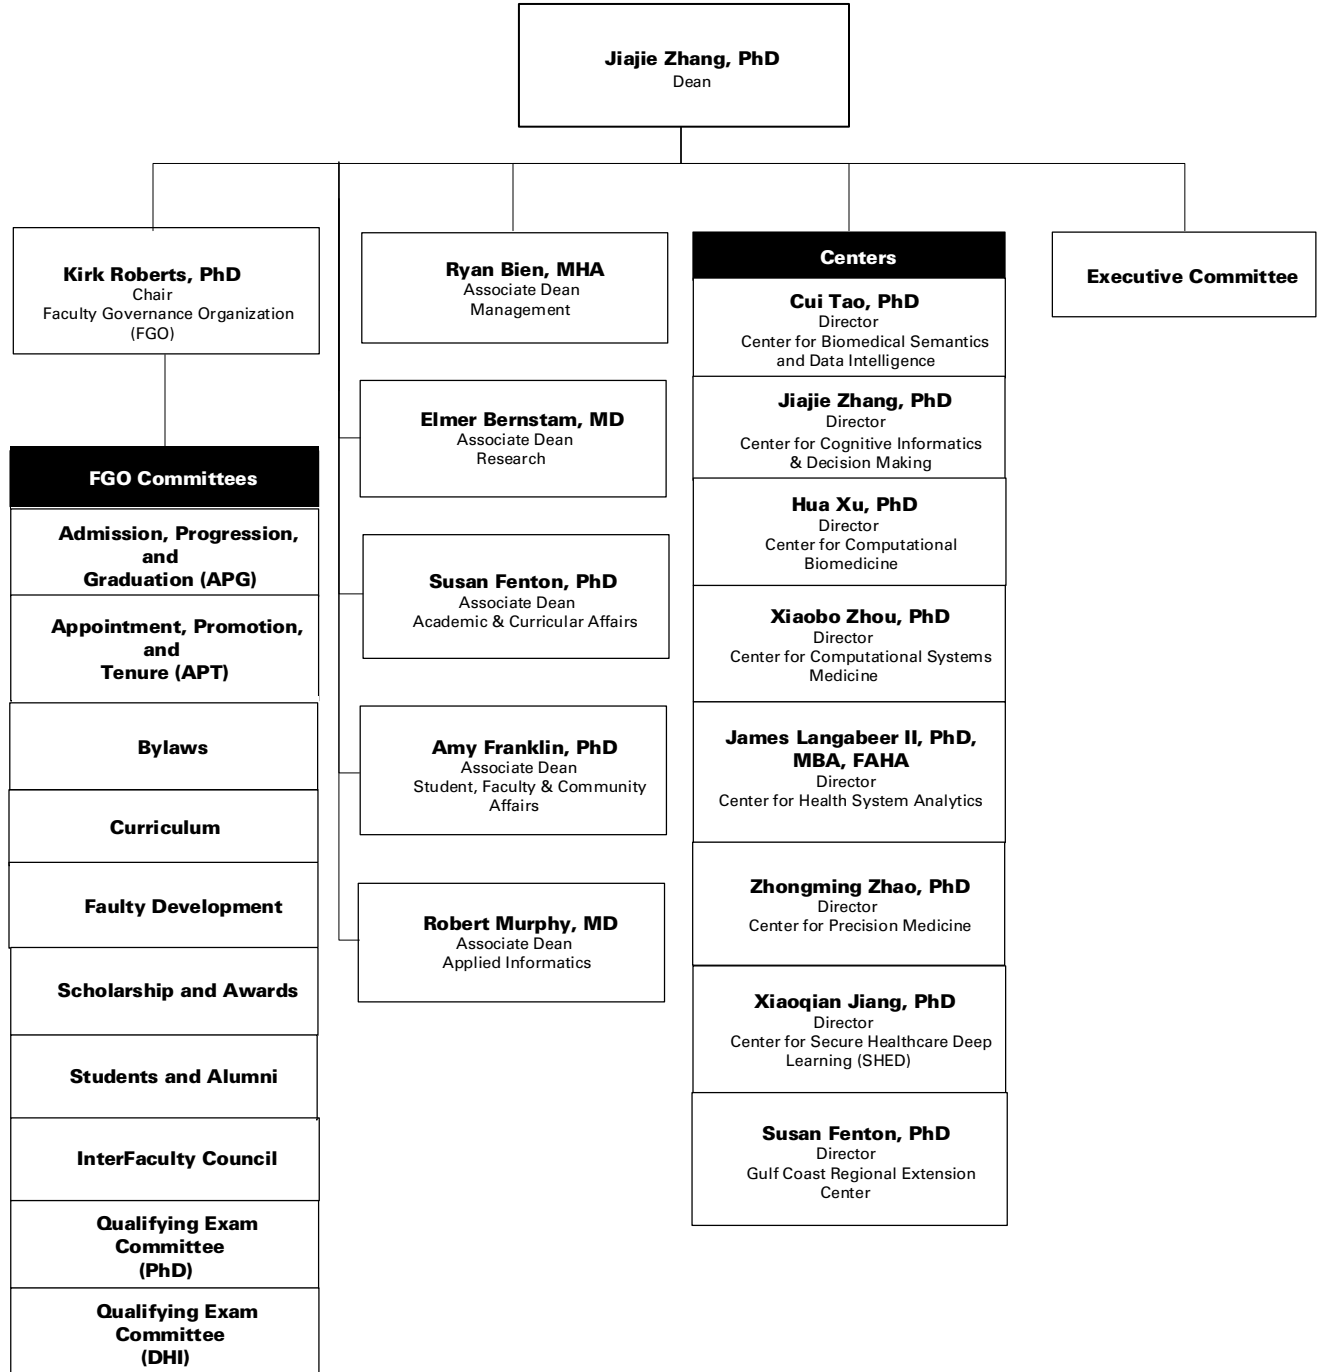 Jiajie Zhang, PhD
Dean
Kirk Roberts, PhD
Chair
Faculty Governance Organization
(FGO)
FGO Committees
Admission, Progression,
and
Graduation (APG)
Appointment, Promotion,
and
Tenure (APT)
Bylaws
Curriculum
Faulty Development
Scholarship and Awards
Students and Alumni
InterFaculty Council
Qualifying Exam
Committee
(PhD)
Qualifying Exam
Committee
(DHI)
Ryan Bien, MHA
Associate Dean
Management
Elmer Bernstam, MD
Associate Dean
Research
Susan Fenton, PhD
Associate Dean
Academic & Curricular Affairs
Amy Franklin, PhD
Associate Dean
Student, Faculty & Community
Affairs
Robert Murphy, MD
Associate Dean
Applied Informatics
Centers
Cui Tao, PhD
Director
Center for Biomedical Semantics
and Data Intelligence
Jiajie Zhang, PhD
Director
Center for Cognitive Informatics
& Decision Making
Hua Xu, PhD
Director
Center for Computational
Biomedicine
Xiaobo Zhou, PhD
Director
Center for Computational Systems
Medicine
James Langabeer II, PhD,
MBA, FAHA
Director
Center for Health System Analytics
Zhongming Zhao, PhD
Director
Center for Precision Medicine
Xiaoqian Jiang, PhD
Director
Center for Secure Healthcare Deep
Learning (SHED)
Susan Fenton, PhD
Director
Gulf Coast Regional Extension
Center
Executive Committee